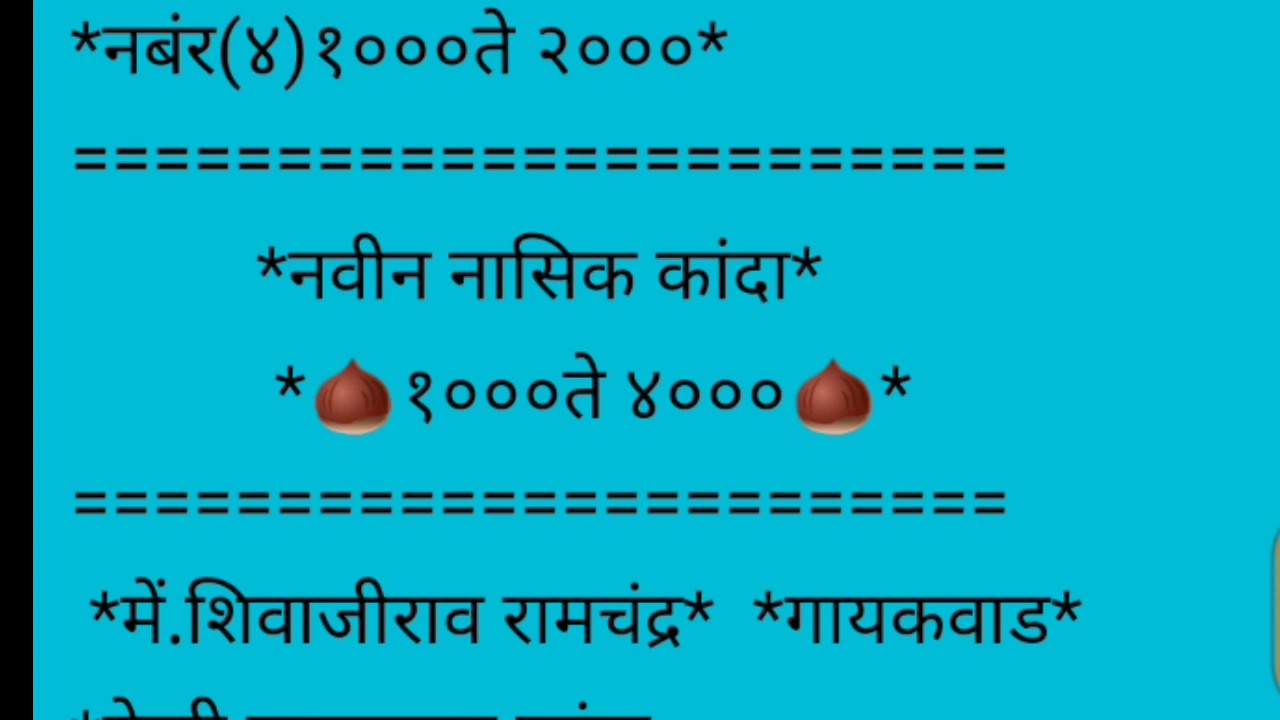 *नबंर(४)१०००ते २०००*
=======================
*नवीन नासिक कांदा*
*🌰१०००ते ४०००🌰*
=======================
*में.शिवाजीराव रामचंद्र* *गायकवाड*